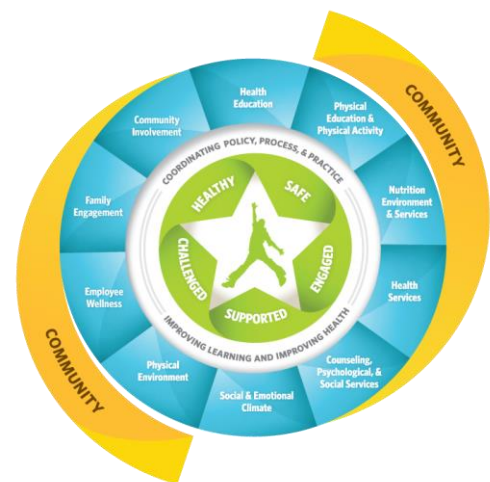 COMMUNITY
Health
Education
Physical
Education &
Physical Activity
Nutrition
Environment
& Services
Health
Services
Counseling,
Psychological, &
Social Services
Social & Emotional
Climate
Physical
Environment
Employee
Wellness
Family
Engagement
Community
Involvement
COORDINATING POLICY, PROCESS, & PRACTICE
IMPROVING LEARNING AND IMPROVING HEALTH
HEALTHY
SAFE
ENGAGED
SUPPORTED
CHALLENGED
COMMUNITY